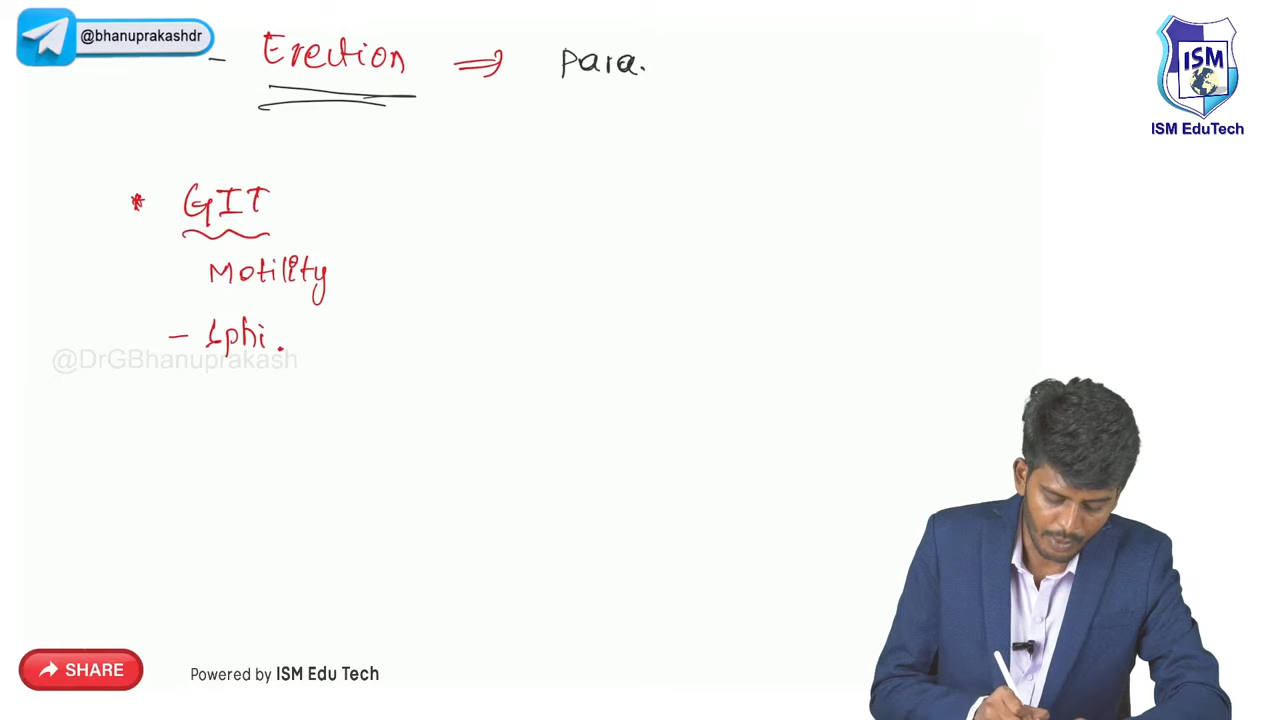 @bhanuprakashdr
- Erection ⇒ para.
ISM
ISM EduTech
* GIT
Motility
- Sphi.
@DrGBhanuprakash
SHARE
Powered by ISM Edu Tech